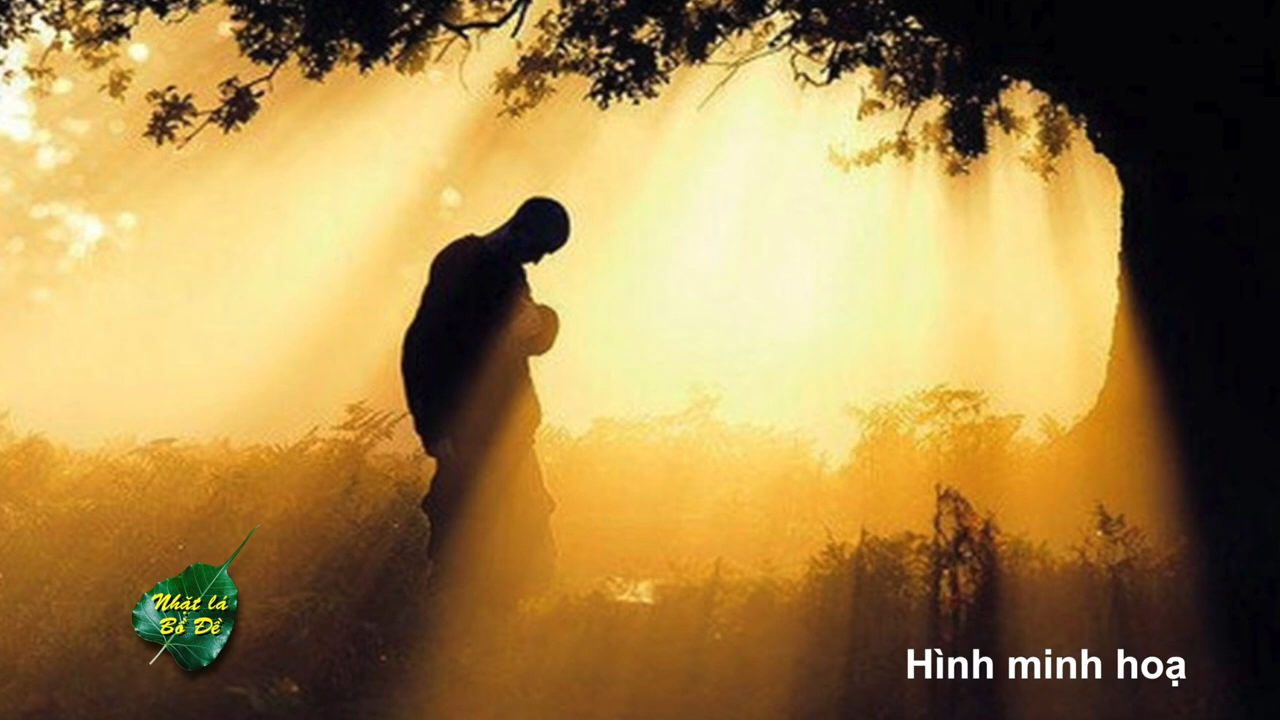 Nhặt lá
Bồ Đề
Hình minh hoạ